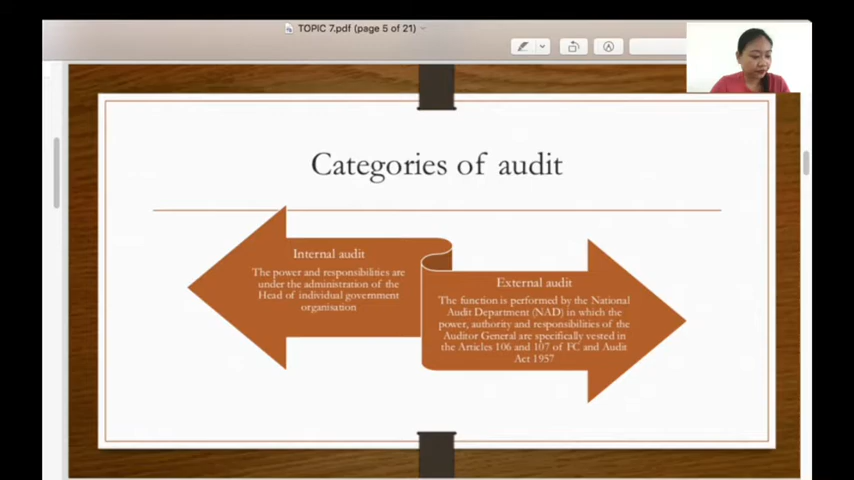 TOPIC 7.pdf (page 5 of 21)
Categories of audit
Internal audit
The power and responsibilities are
under the administration of the
Head of individual government
organisation
External audit
The function is performed by the National
Audit Department (NAD) in which the
power, authority and responsibilities of the
Auditor General are specifically vested in
the Articles 106 and 107 of FC and Audit
Act 1957